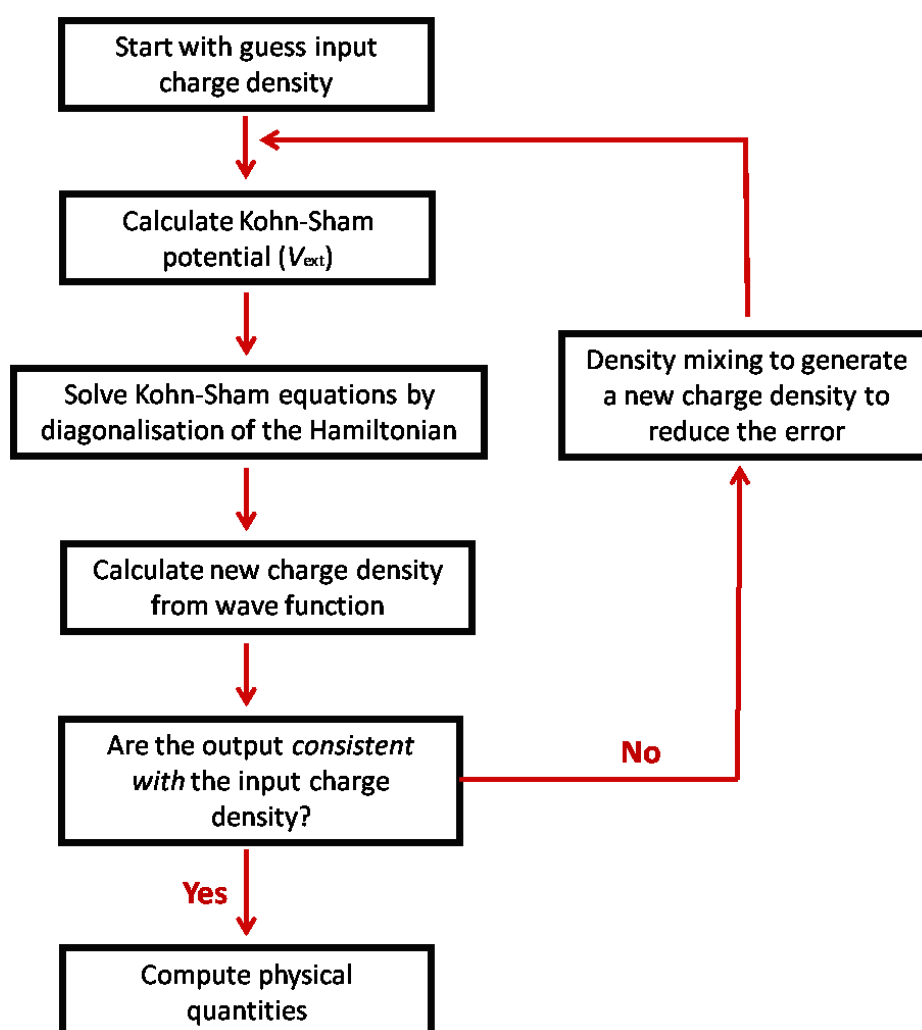 Start with guess input
charge density
Calculate Kohn-Sham
potential (Vext)
Solve Kohn-Sham equations by
diagonalisation of the Hamiltonian
Calculate new charge density
from wave function
Are the output consistent
with the input charge
density?
No
Density mixing to generate
a new charge density to
reduce the error
Yes
Compute physical
quantities